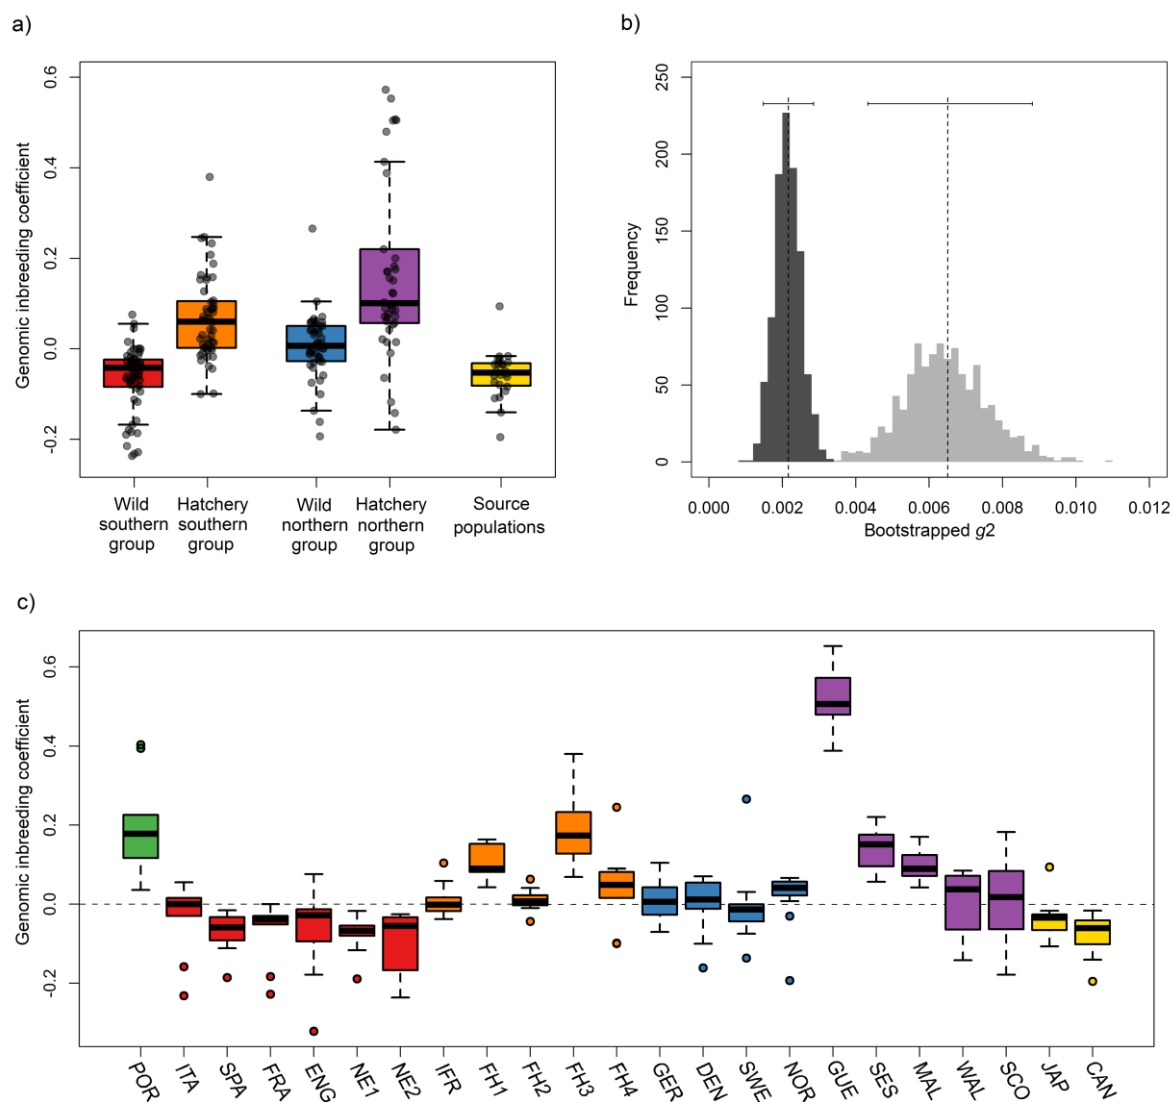 a)
Genomic inbreeding coefficient
0.6
0.4
0.2
0.0
-0.2
Wild southern group
Hatchery southern group
Wild northern group
Hatchery northern group
Source populations
b)
Frequency
250
200
150
100
50
0
0.000 0.002 0.004 0.006 0.008 0.010 0.012
Bootstrapped g2
c)
Genomic inbreeding coefficient
0.6
0.4
0.2
0.0
-0.2
POR ITA SPA FRA ENG NE1 NE2 IFR FH1 FH2 FH3 FH4 GER DEN SWE NOR GUE SES MAL WAL SCO JAP CAN